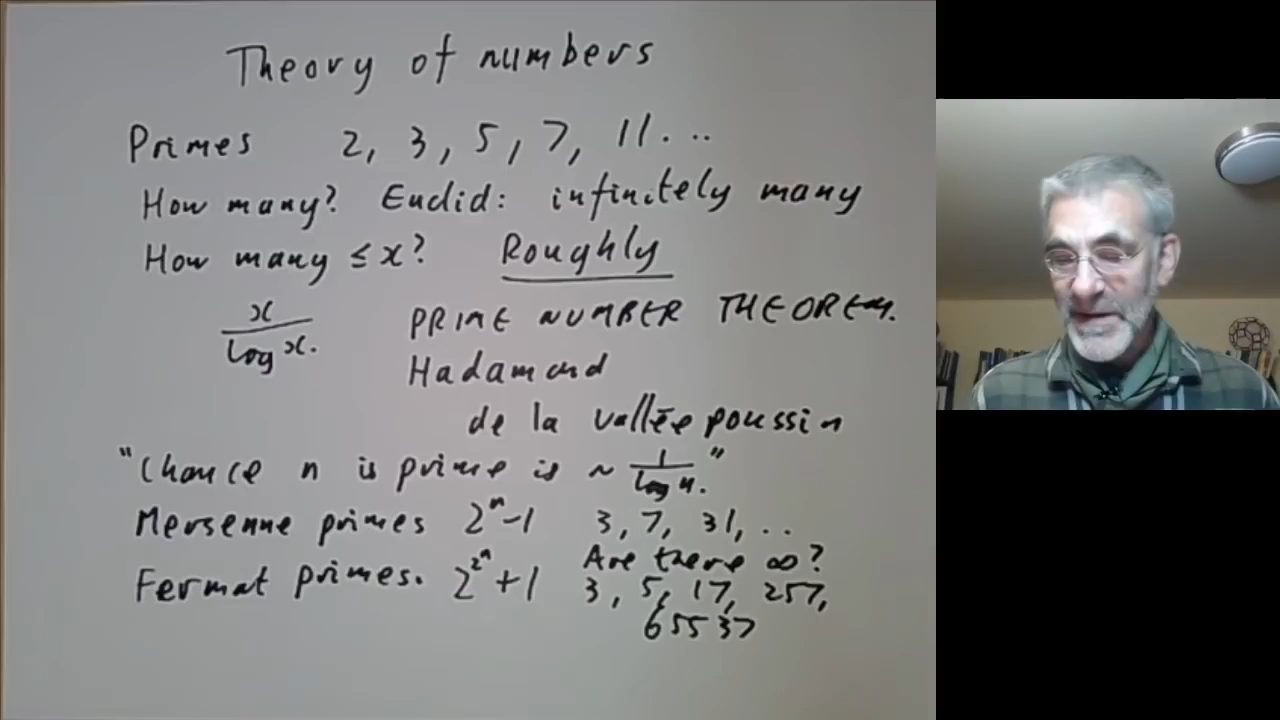 Theory of numbers
Primes 2, 3, 5, 7, 11...
How many? Euclid: infinitely many
How many ≤x? Roughly
x/log x. PRIME NUMBER THEOREM.
Hadamard
de la vallée poussin
"Chance n is prime is ~ 1/log n."
Mersenne primes 2^n-1 3, 7, 31, ..
Are there ∞?
Fermat primes. 2^2^n+1 3, 5, 17, 257,
65537